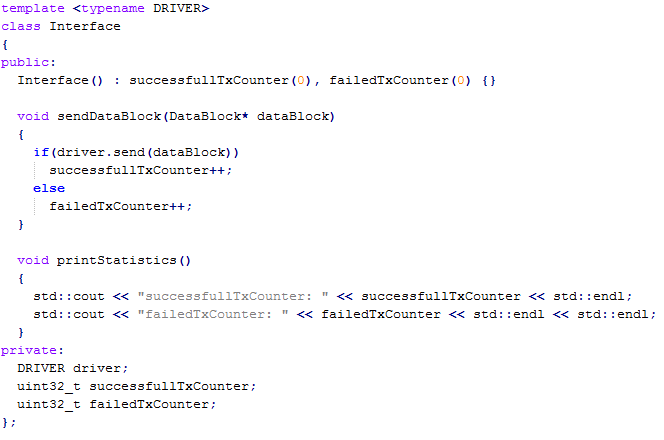 template <typename DRIVER>
class Interface
{
public:
  Interface() : successfullTxCounter(0), failedTxCounter(0) {}

  void sendDataBlock(DataBlock* dataBlock)
  {
    if(driver.send(dataBlock))
      successfullTxCounter++;
    else
      failedTxCounter++;
  }

  void printStatistics()
  {
    std::cout << "successfullTxCounter: " << successfullTxCounter << std::endl;
    std::cout << "failedTxCounter: " << failedTxCounter << std::endl << std::endl;
  }
private:
  DRIVER driver;
  uint32_t successfullTxCounter;
  uint32_t failedTxCounter;
};